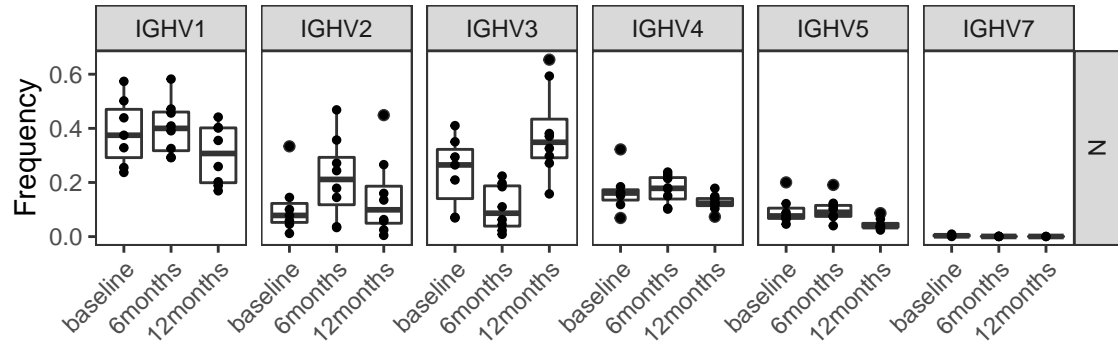 IGHV1 IGHV2 IGHV3 IGHV4 IGHV5 IGHV7
Frequency
0.6
0.4
0.2
0.0
N
baseline 6months 12months baseline 6months 12months baseline 6months 12months baseline 6months 12months baseline 6months 12months baseline 6months 12months